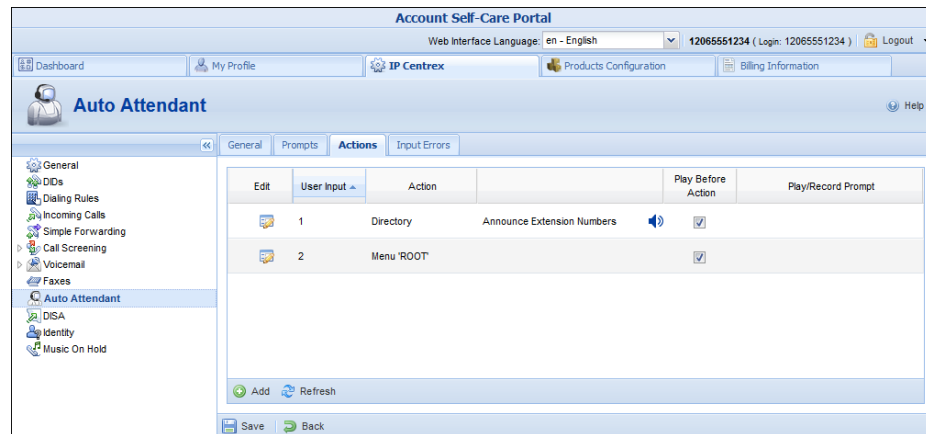 Account Self-Care Portal
Web Interface Language: en - English 12065551234 ( Login: 12065551234 ) Logout
Dashboard My Profile IP Centrex Products Configuration Billing Information
Auto Attendant Help
General Prompts Actions Input Errors
General
DIDs
Dialing Rules
Incoming Calls
Simple Forwarding
Call Screening
Voicemail
Faxes
Auto Attendant
DISA
Identity
Music On Hold
Edit User Input Action Play Before Action Play/Record Prompt
1 Directory Announce Extension Numbers
2 Menu 'ROOT'
Add Refresh
Save Back